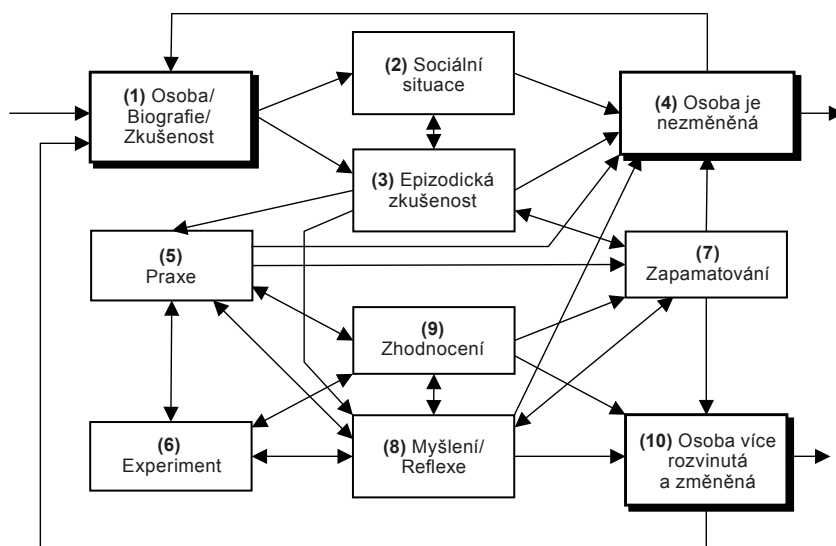 (1) Osoba/
Biografie/
Zkušenost
(2) Sociální
situace
(3) Epizodická
zkušenost
(4) Osoba je
nezměněná
(5)
Praxe
(7)
Zapamatování
(9)
Zhodnocení
(6)
Experiment
(8) Myšlení/
Reflexe
(10) Osoba více
rozvinutá
a změněná